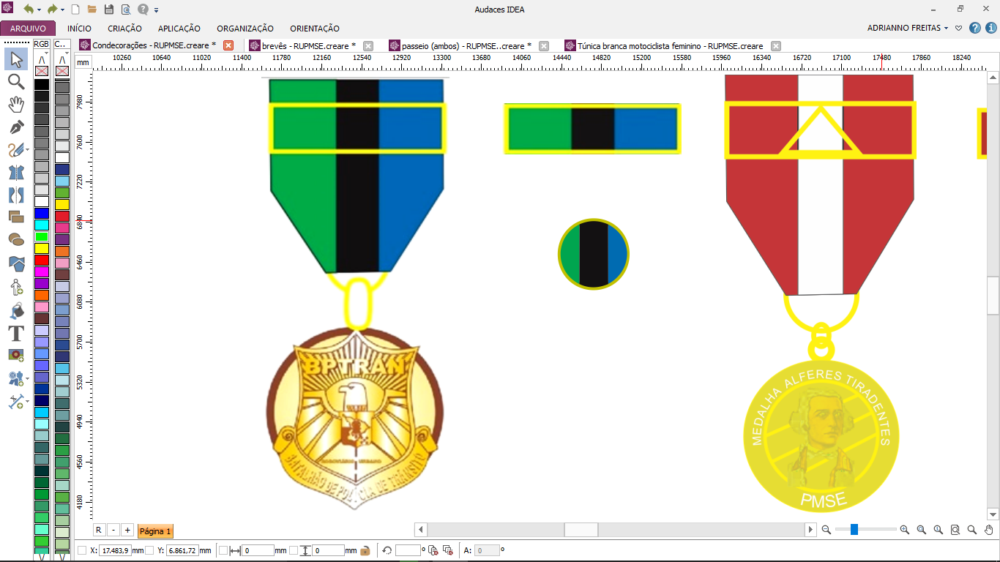 Audaces IDEA
ARQUIVO INÍCIO CRIAÇÃO APLICAÇÃO ORGANIZAÇÃO ORIENTAÇÃO ADRIANNO FREITAS
RGB C... Condecorações - RUPMSE.creare * brevês - RUPMSE.creare * passeio (ambos) - RUPMSE..creare * Túnica branca motociclista feminino - RUPMSE.creare
mm 10260 10640 11020 11400 11780 12160 12540 12920 13300 13680 14060 14440 14820 15200 15580 15960 16340 16720 17100 17480 17860 18240
7980
7600
7220
6840
6460
6080
5700
5320
4940
4560
4180
BPTRAN
BATALHÃO DE POLÍCIA DE TRÂNSITO
MEDALHA ALFERES TIRADENTES
PMSE
R - + Página 1
X: 17.483,9 mm Y: 6.861,72 mm 0 mm 0 mm º A: 0 º